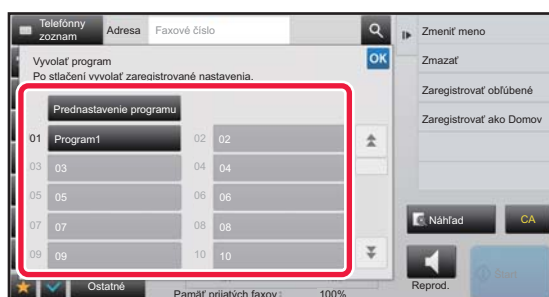 Telefónny
zoznam
Adresa
Faxové číslo
Zmeniť meno
Vyvolať program
OK
Zmazať
Po stlačení vyvolať zaregistrované nastavenia.
Zaregistrovať obľúbené
Prednastavenie programu
Zaregistrovať ako Domov
01 Program1
02 02
03 03
04 04
05 05
06 06
07 07
08 08
Náhľad
CA
09 09
10 10
Start
Ostatné
Pamäť prijatých faxov
100%
Reprod.